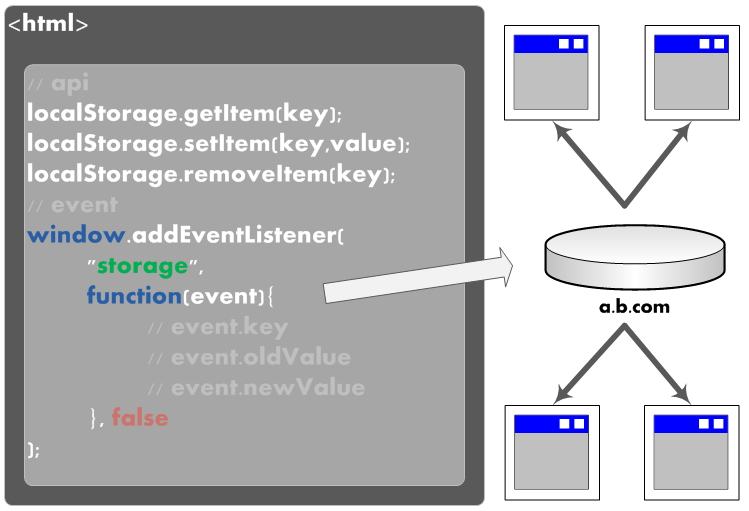 <html>
// api
localStorage.getItem(key);
localStorage.setItem(key,value);
localStorage.removeItem(key);
// event
window.addEventListener(
"storage",
function(event){
// event.key
// event.oldValue
// event.newValue
}, false
);
a.b.com